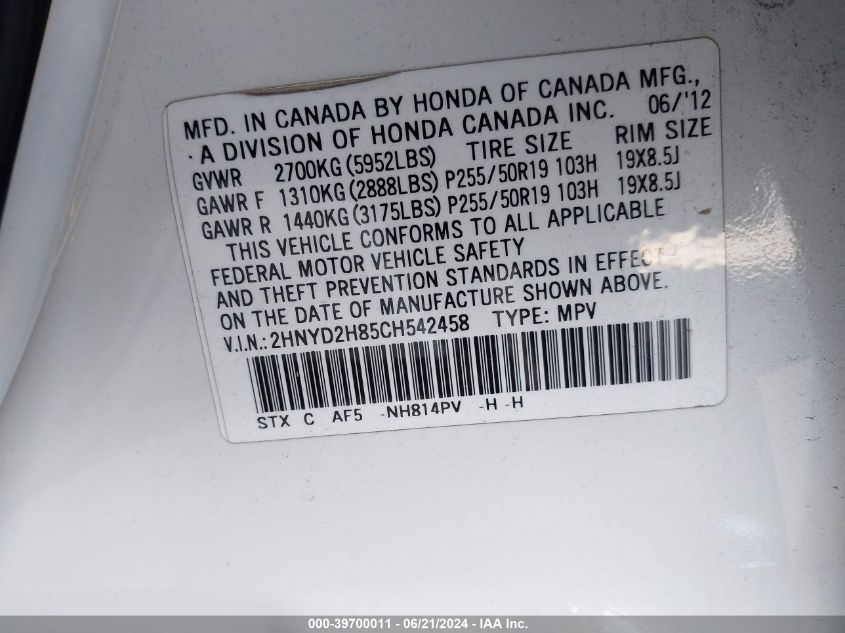 MFD. IN CANADA BY HONDA OF CANADA MFG.,
· A DIVISION OF HONDA CANADA INC. 06/'12
GVWR 2700KG (5952LBS) TIRE SIZE RIM SIZE
GAWR F 1310KG (2888LBS) P255/50R19 103H 19X8.5J
GAWR R 1440KG (3175LBS) P255/50R19 103H 19X8.5J
THIS VEHICLE CONFORMS TO ALL APPLICABLE
FEDERAL MOTOR VEHICLE SAFETY
AND THEFT PREVENTION STANDARDS IN EFFECT
ON THE DATE OF MANUFACTURE SHOWN ABOVE.
V.I.N.: 2HNYD2H85CH542458 TYPE: MPV
STX C AF5 -NH814PV -H -H
000-39700011 - 06/21/2024 - IAA Inc.